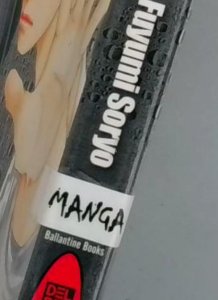 Fuyumi Soryo
MANGA
Ballantine Books
DEL